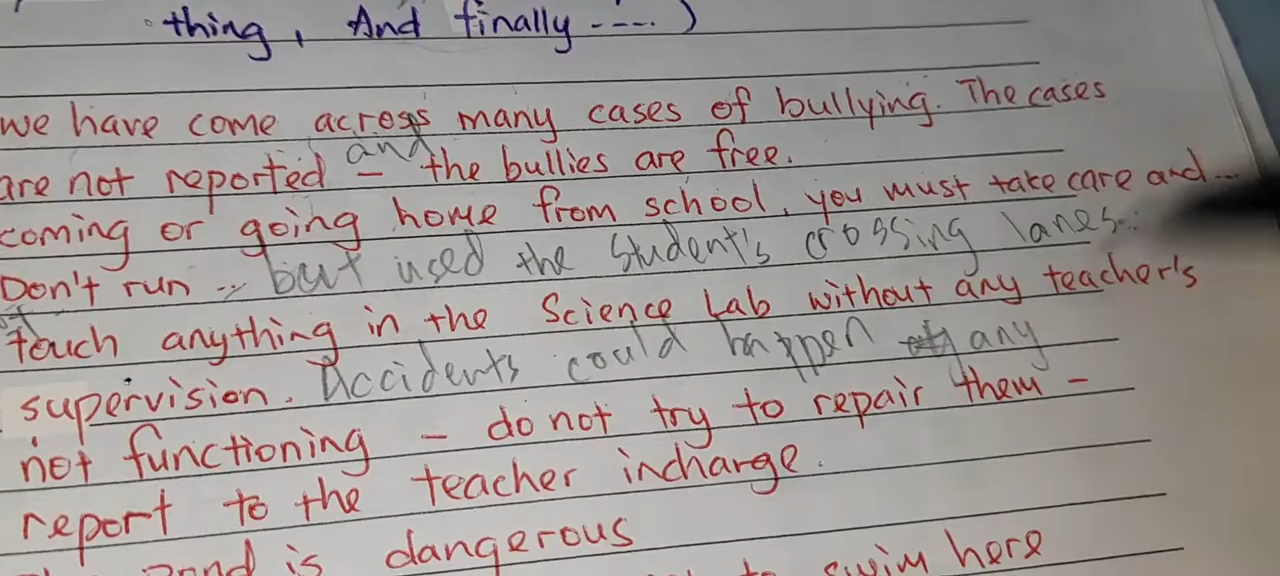 thing, And finally ----)
we have come across many cases of bullying. The cases
are not reported - and the bullies are free.
coming or going home from school, you must take care and...
Don't run .. but used the student's crossing lanes..
touch anything in the Science Lab without any teacher's
supervision. Accidents could happen any
not functioning - do not try to repair them -
report to the teacher incharge.
pond is dangerous
to swim here